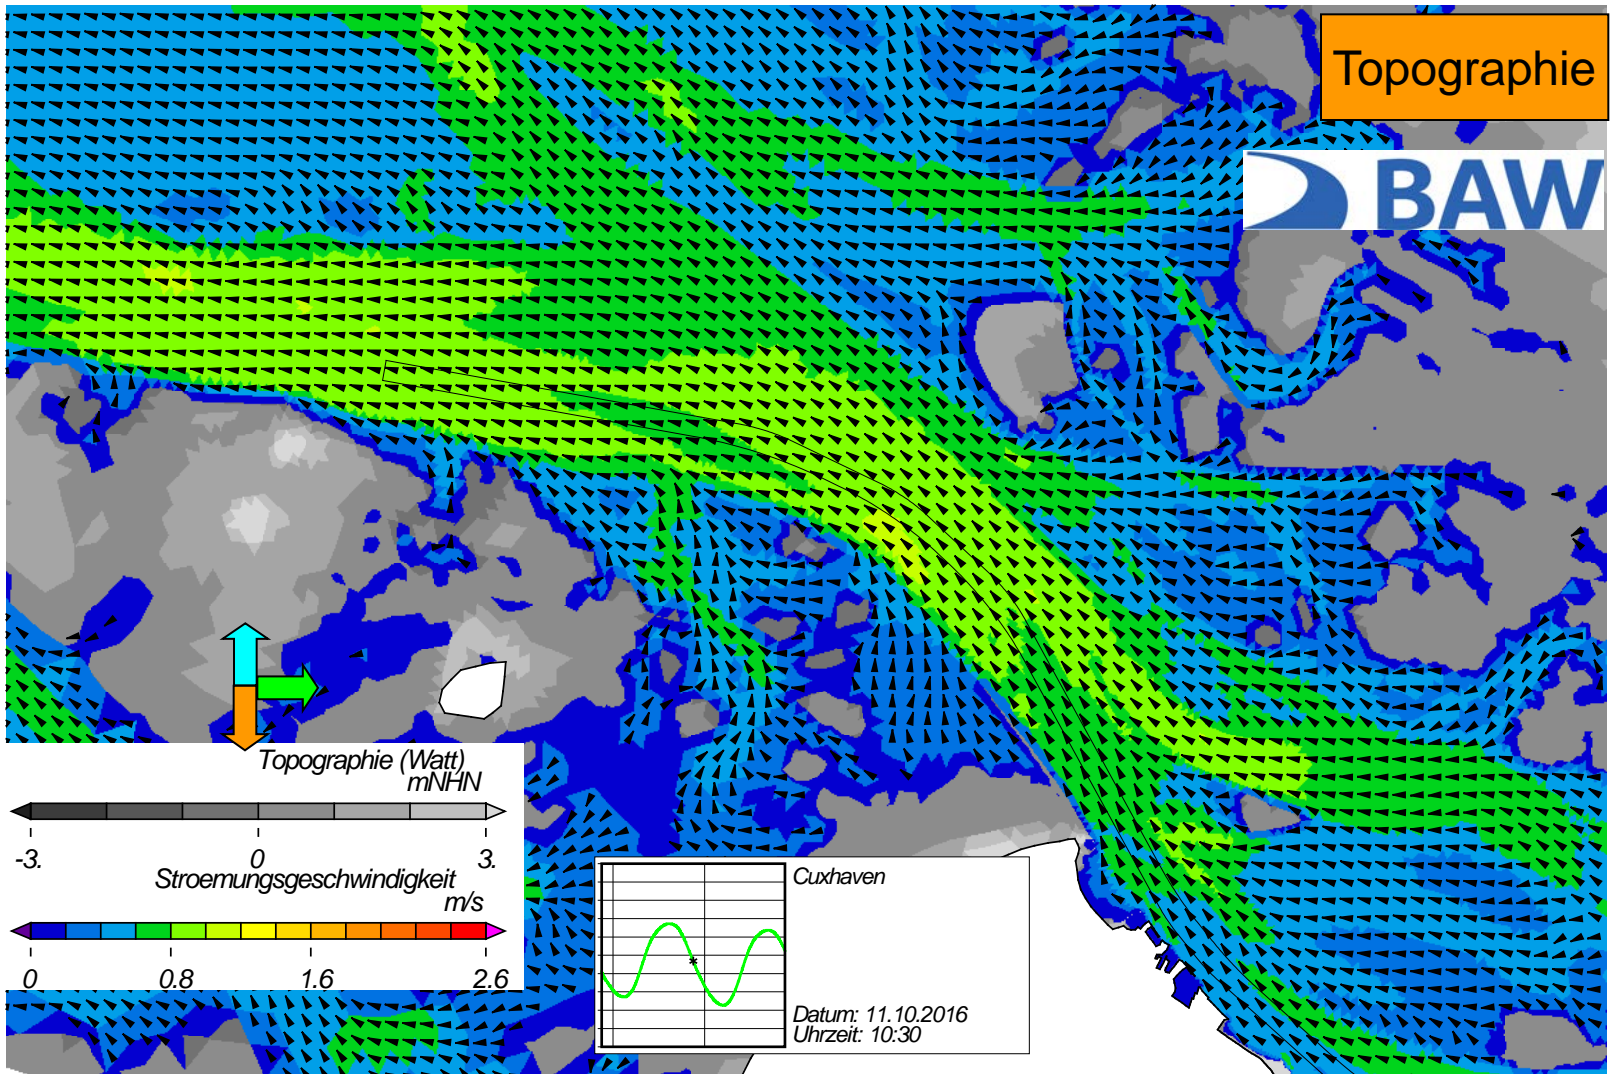 Topographie
BAW
Topographie (Watt)
mNHN
-3. 0 3.
Stroemungsgeschwindigkeit
m/s
0 0.8 1.6 2.6
Cuxhaven
Datum: 11.10.2016
Uhrzeit: 10:30